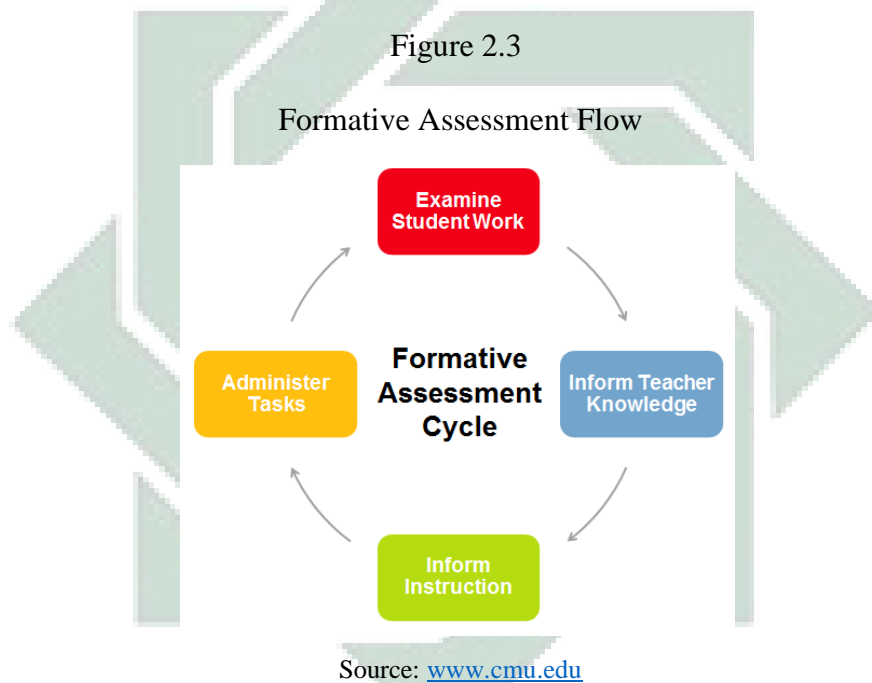 Figure 2.3
Formative Assessment Flow
Examine
Student Work
Administer
Tasks
Formative
Assessment
Cycle
Inform Teacher
Knowledge
Inform
Instruction
Source: www.cmu.edu